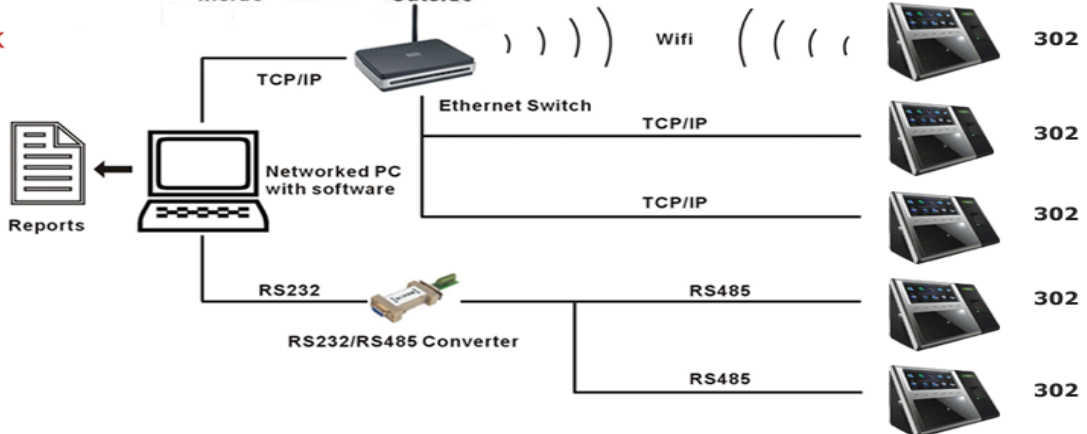 Wifi
302
K
TCP/IP
Ethernet Switch
TCP/IP
302
Networked PC
with software
Reports
TCP/IP
302
RS232
RS485
302
RS232/RS485 Converter
RS485
302